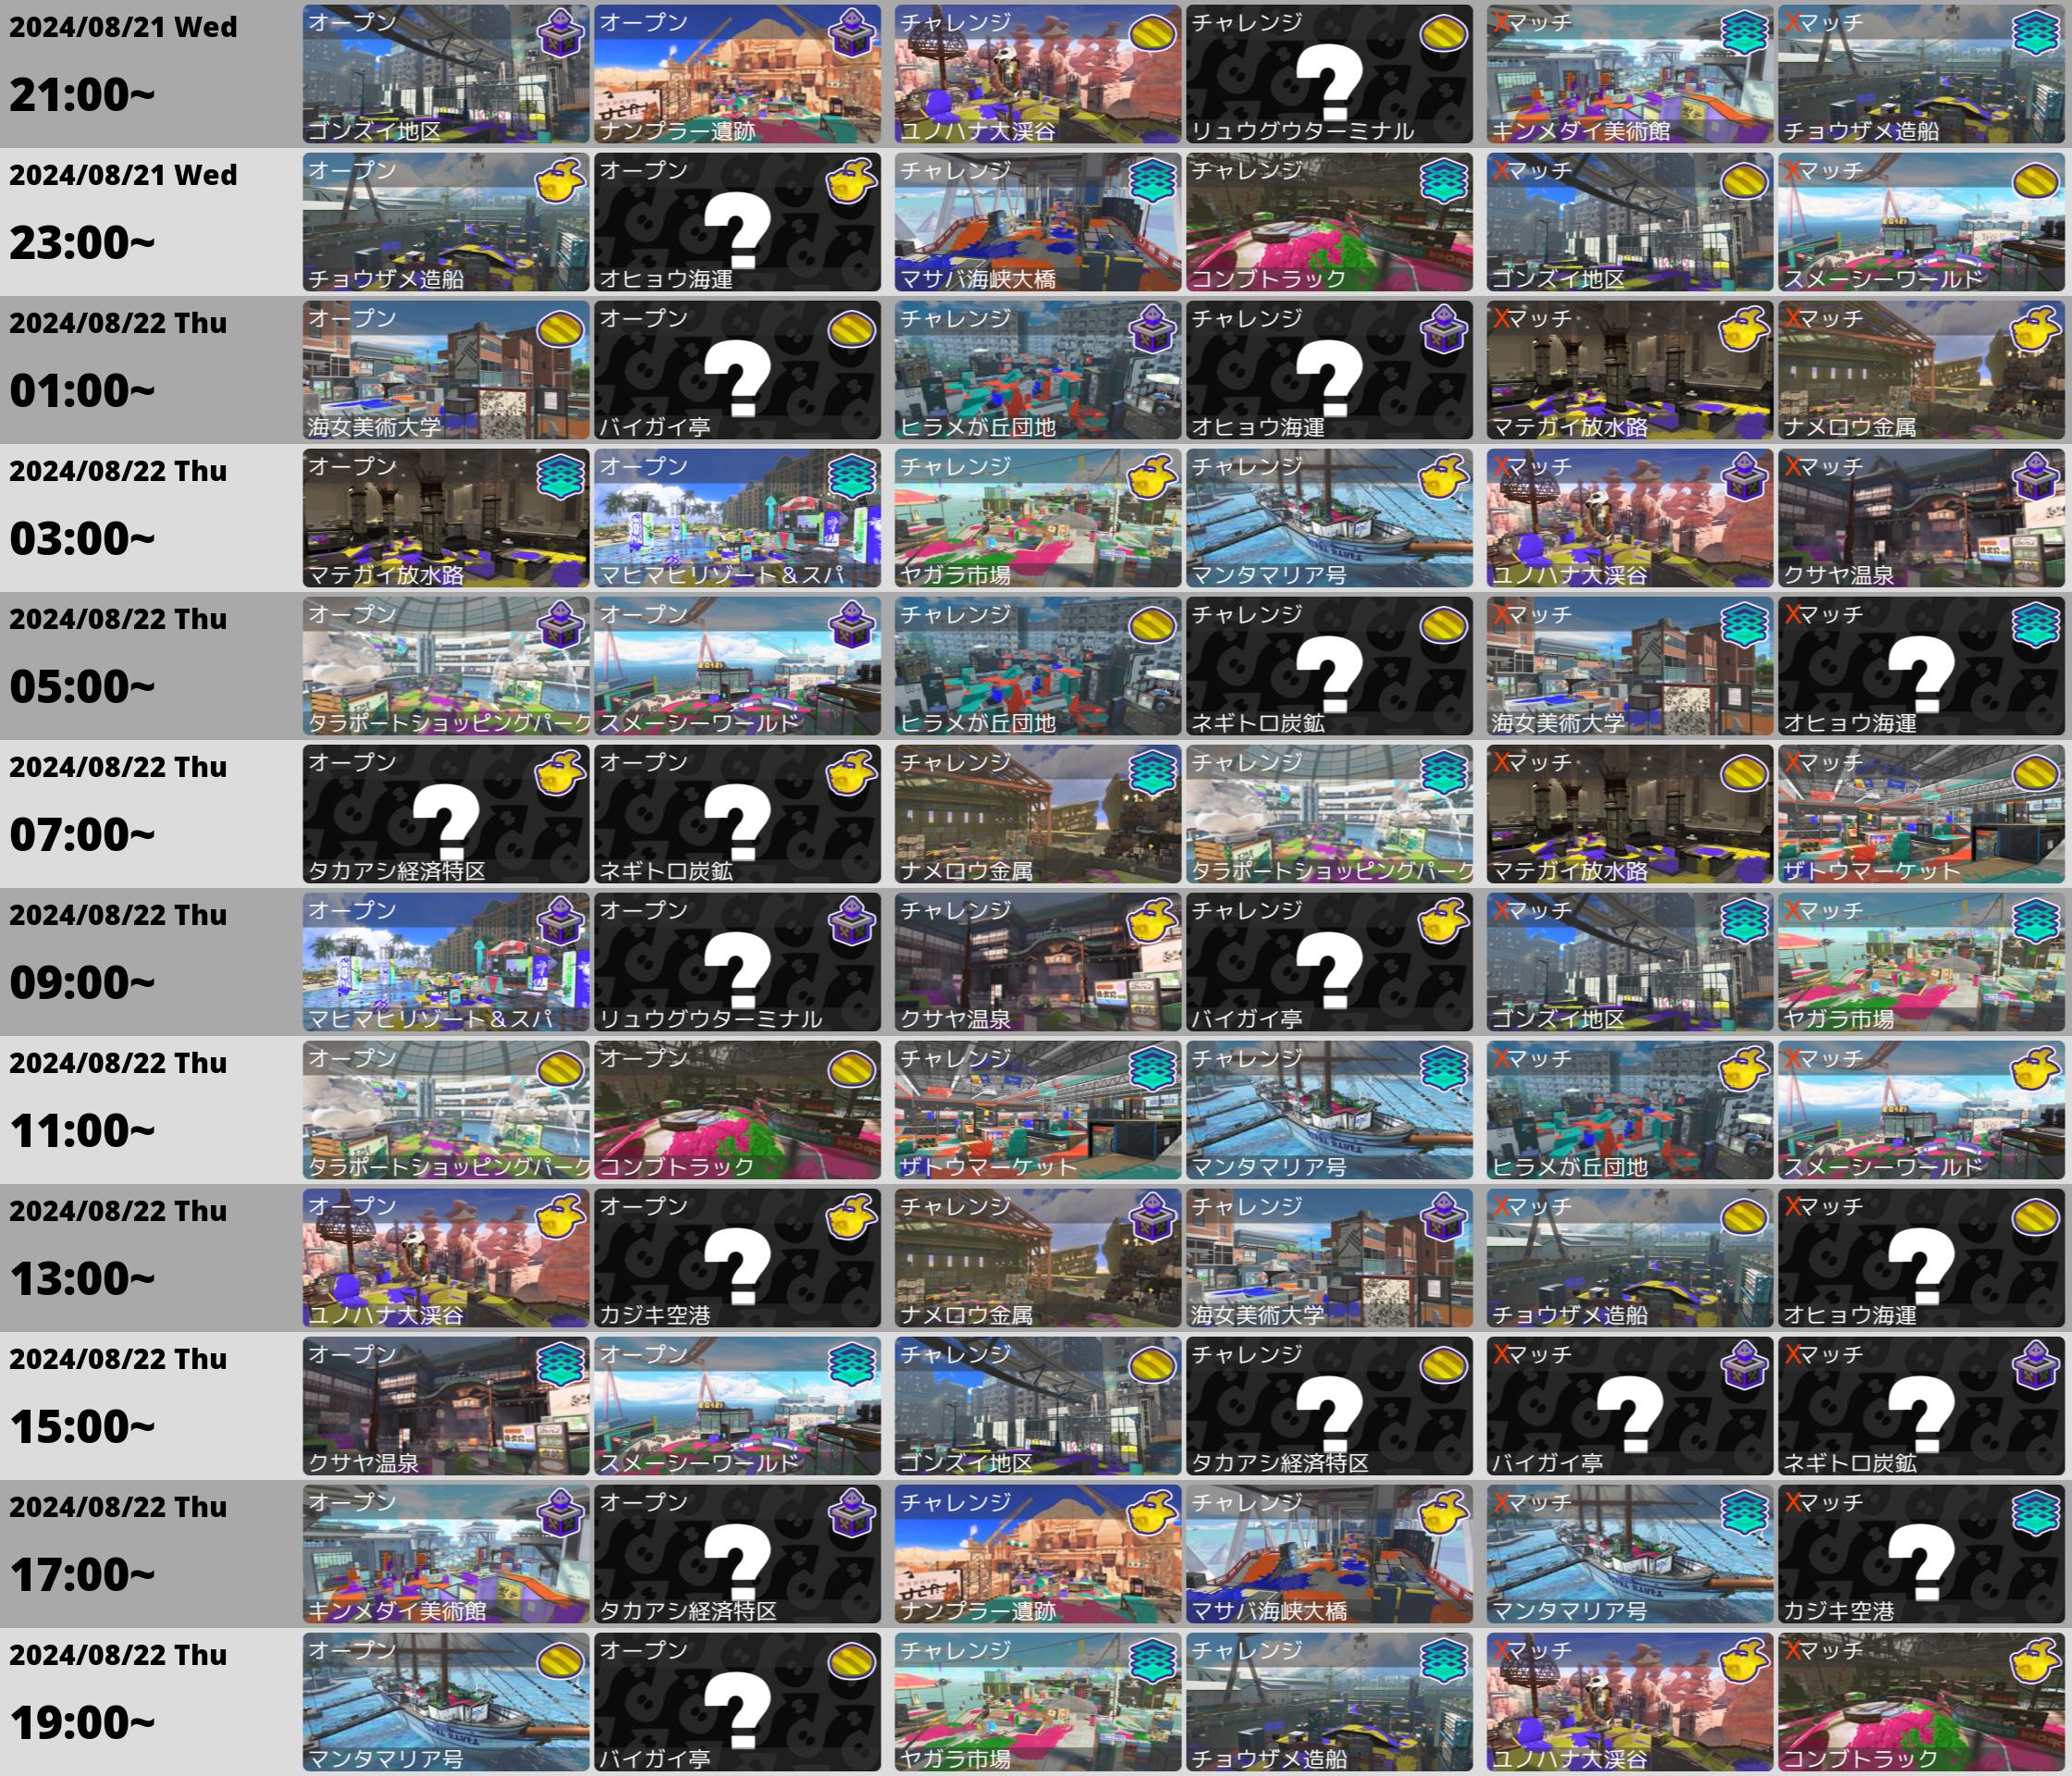 2024/08/21 Wed
21:00~
オープン
ゴンズイ地区
オープン
ナンプラー遺跡
チャレンジ
ユノハナ大渓谷
チャレンジ
リュウグウターミナル
Xマッチ
キンメダイ美術館
Xマッチ
チョウザメ造船
2024/08/21 Wed
23:00~
オープン
チョウザメ造船
オープン
?
オヒョウ海運
チャレンジ
マサバ海峡大橋
チャレンジ
コンブトラック
Xマッチ
ゴンズイ地区
Xマッチ
スメーシーワールド
2024/08/22 Thu
01:00~
オープン
海女美術大学
オープン
?
バイガイ亭
チャレンジ
ヒラメが丘団地
チャレンジ
?
オヒョウ海運
Xマッチ
マテガイ放水路
Xマッチ
ナメロウ金属
2024/08/22 Thu
03:00~
オープン
マテガイ放水路
オープン
マヒマヒリゾート&スパ
チャレンジ
ヤガラ市場
チャレンジ
マンタマリア号
Xマッチ
ユノハナ大渓谷
Xマッチ
クサヤ温泉
2024/08/22 Thu
05:00~
オープン
タラポートショッピングパーク
オープン
スメーシーワールド
チャレンジ
ヒラメが丘団地
チャレンジ
?
ネギトロ炭鉱
Xマッチ
海女美術大学
Xマッチ
?
オヒョウ海運
2024/08/22 Thu
07:00~
オープン
?
タカアシ経済特区
オープン
?
ネギトロ炭鉱
チャレンジ
ナメロウ金属
チャレンジ
タラポートショッピングパーク
Xマッチ
マテガイ放水路
Xマッチ
ザトウマーケット
2024/08/22 Thu
09:00~
オープン
マヒマヒリゾート&スパ
オープン
?
リュウグウターミナル
チャレンジ
クサヤ温泉
チャレンジ
?
バイガイ亭
Xマッチ
ゴンズイ地区
Xマッチ
ヤガラ市場
2024/08/22 Thu
11:00~
オープン
タラポートショッピングパーク
オープン
コンブトラック
チャレンジ
ザトウマーケット
チャレンジ
マンタマリア号
Xマッチ
ヒラメが丘団地
Xマッチ
スメーシーワールド
2024/08/22 Thu
13:00~
オープン
ユノハナ大渓谷
オープン
?
カジキ空港
チャレンジ
ナメロウ金属
チャレンジ
海女美術大学
Xマッチ
チョウザメ造船
Xマッチ
?
オヒョウ海運
2024/08/22 Thu
15:00~
オープン
クサヤ温泉
オープン
スメーシーワールド
チャレンジ
ゴンズイ地区
チャレンジ
?
タカアシ経済特区
Xマッチ
?
バイガイ亭
Xマッチ
?
ネギトロ炭鉱
2024/08/22 Thu
17:00~
オープン
キンメダイ美術館
オープン
?
タカアシ経済特区
チャレンジ
ナンプラー遺跡
チャレンジ
マサバ海峡大橋
Xマッチ
マンタマリア号
Xマッチ
?
カジキ空港
2024/08/22 Thu
19:00~
オープン
マンタマリア号
オープン
?
バイガイ亭
チャレンジ
ヤガラ市場
チャレンジ
チョウザメ造船
Xマッチ
ユノハナ大渓谷
Xマッチ
コンブトラック